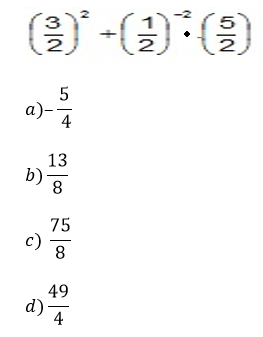 (3/2)² + (1/2)⁻² • (5/2)
a) – 5/4
b) 13/8
c) 75/8
d) 49/4